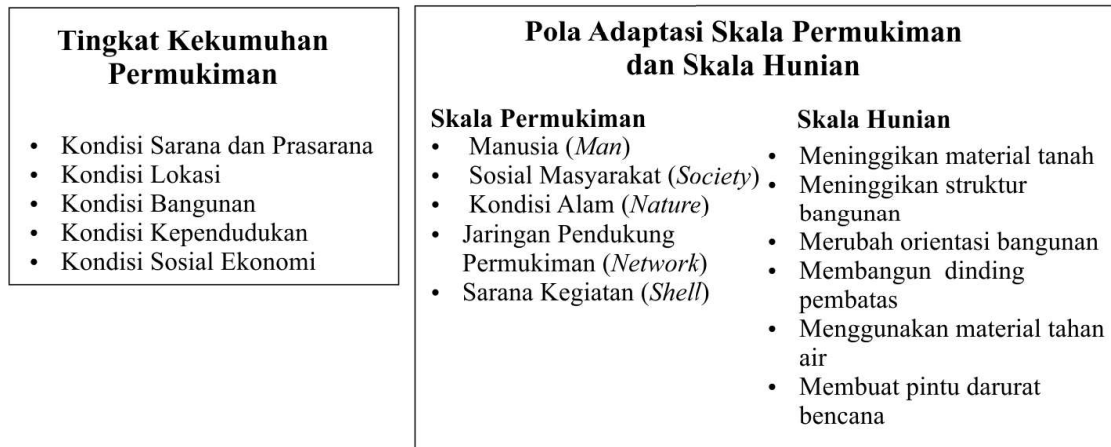 Tingkat Kekumuhan
Permukiman
• Kondisi Sarana dan Prasarana
• Kondisi Lokasi
• Kondisi Bangunan
• Kondisi Kependudukan
• Kondisi Sosial Ekonomi
Pola Adaptasi Skala Permukiman
dan Skala Hunian
Skala Permukiman
• Manusia (Man)
• Sosial Masyarakat (Society)
• Kondisi Alam (Nature)
• Jaringan Pendukung
Permukiman (Network)
• Sarana Kegiatan (Shell)
Skala Hunian
• Meninggikan material tanah
• Meninggikan struktur
bangunan
• Merubah orientasi bangunan
• Membangun dinding
pembatas
• Menggunakan material tahan
air
• Membuat pintu darurat
bencana